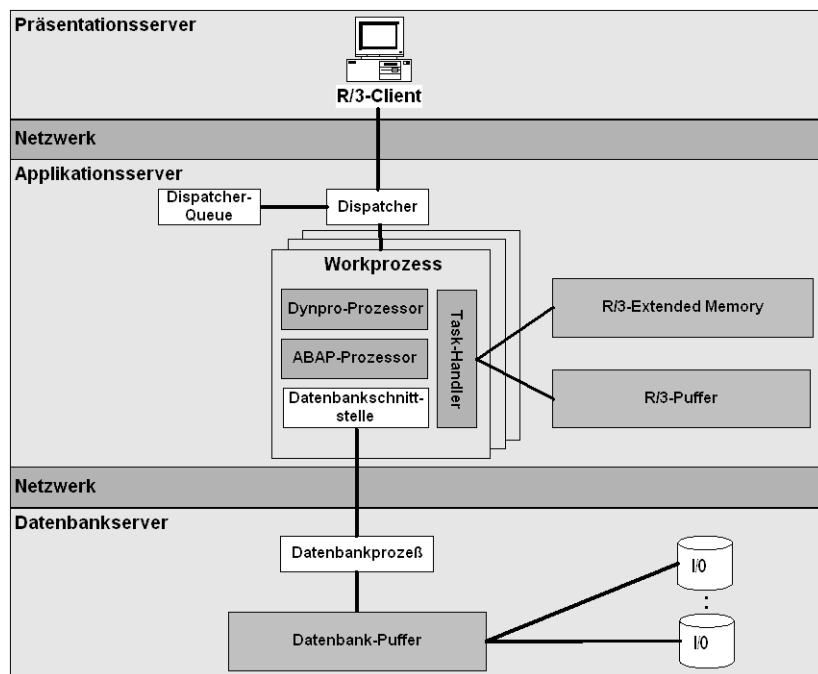 Präsentationsserver
R/3-Client
Netzwerk
Applikationsserver
Dispatcher-
Queue
Dispatcher
Workprozess
Dynpro-Prozessor
ABAP-Prozessor
Datenbankschnitt-
stelle
Task-Handler
R/3-Extended Memory
R/3-Puffer
Netzwerk
Datenbankserver
Datenbankprozeß
Datenbank-Puffer
I/0
I/0